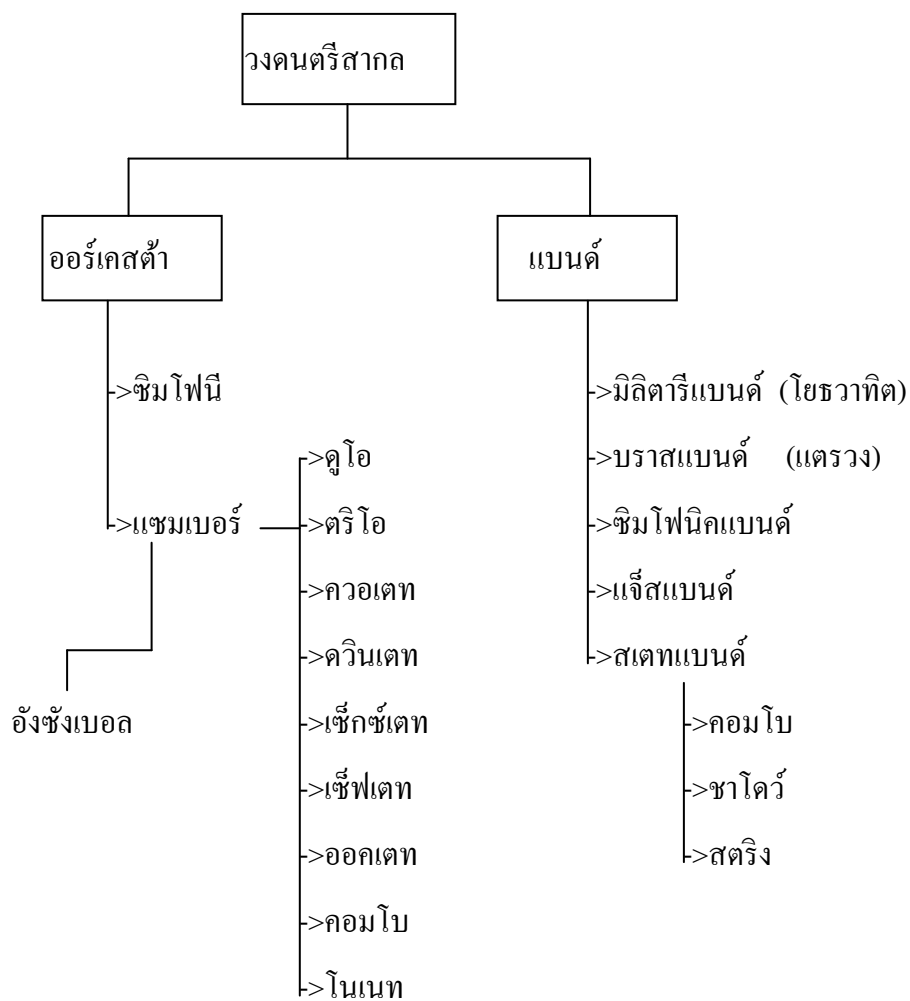 วงดนตรีสากล
ออร์เคสต้า
แบนด์
>ซิมโฟนี
>แซมเบอร์
อังซังเบอล
>ดูโอ
>ตริโอ
>ควอเตท
>ควินเตท
>เซ็กซ์เตท
>เซ็ฟเตท
>ออคเตท
>คอมโบ
>โนเนท
>มิลิตารีแบนด์ (โยธวาทิต)
>บราสแบนด์ (แตรวง)
>ซิมโฟนิคแบนด์
>แจ็สแบนด์
>สเตทแบนด์
>คอมโบ
>ชาโดว์
>สตริง